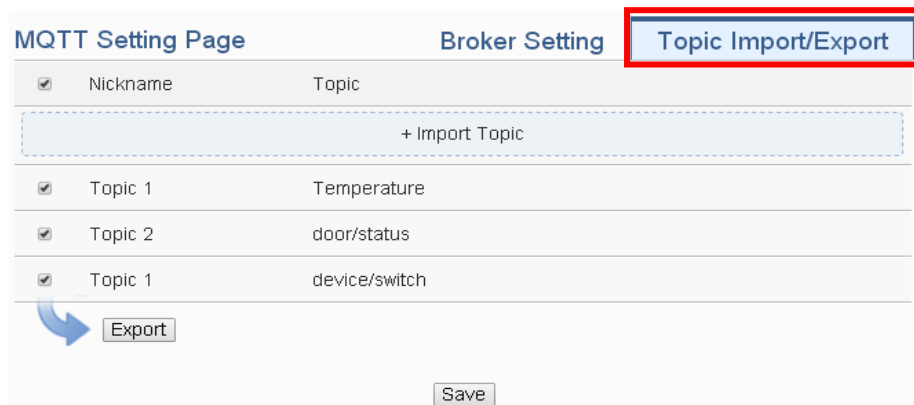 MQTT Setting Page Broker Setting Topic Import/Export
Nickname Topic
+ Import Topic
Topic 1 Temperature
Topic 2 door/status
Topic 1 device/switch
Export
Save